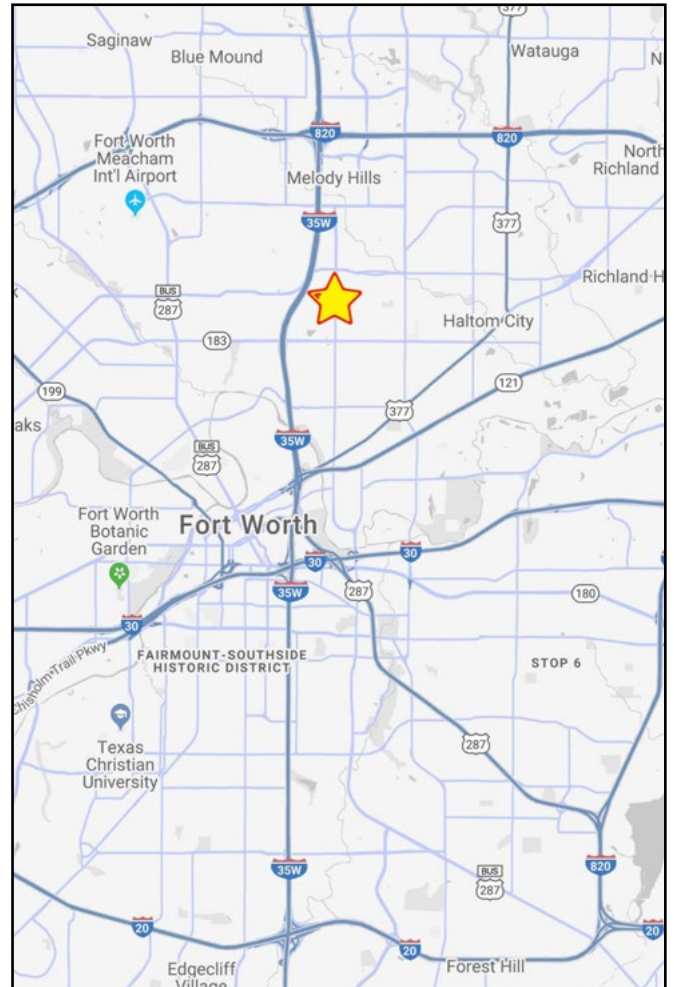 377
Saginaw
Blue Mound
Watauga
N
820
820
Fort Worth
Meacham
Int'l Airport
Melody Hills
North
Richland
35W
377
Richland H
BUS
287
183
Haltom City
199
121
aks
377
35W
BUS
287
Fort Worth
Botanic
Garden
Fort Worth
30
30
35W
287
180
30
FAIRMOUNT-SOUTHSIDE
HISTORIC DISTRICT
STOP 6
Chisholm Trail Pkwy
Texas
Christian
University
287
35W
820
BUS
287
20
20
20
Edgecliff
Village
Forest Hill